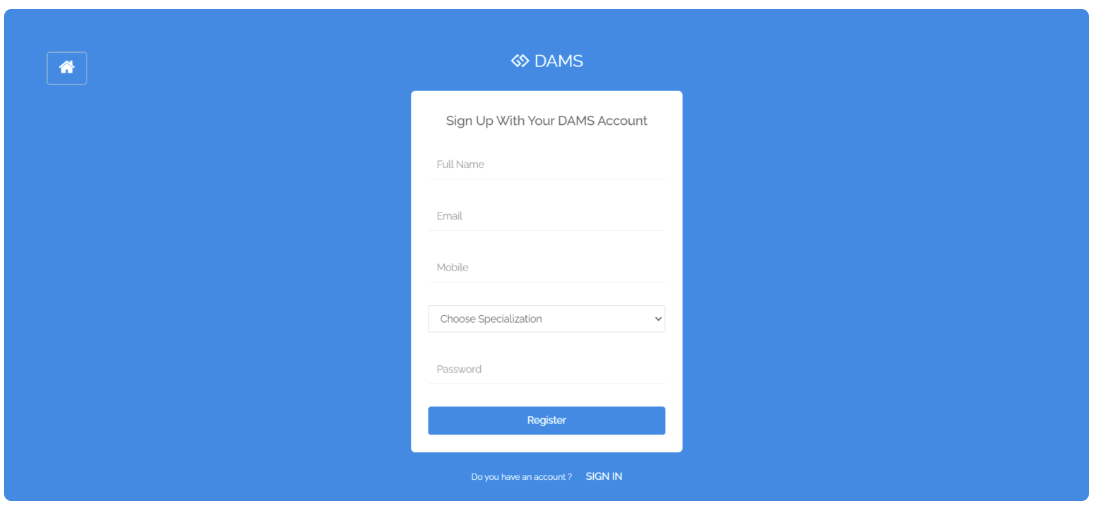 DAMS
Sign Up With Your DAMS Account
Full Name
Email
Mobile
Choose Specialization
Password
Register
Do you have an account ? SIGN IN